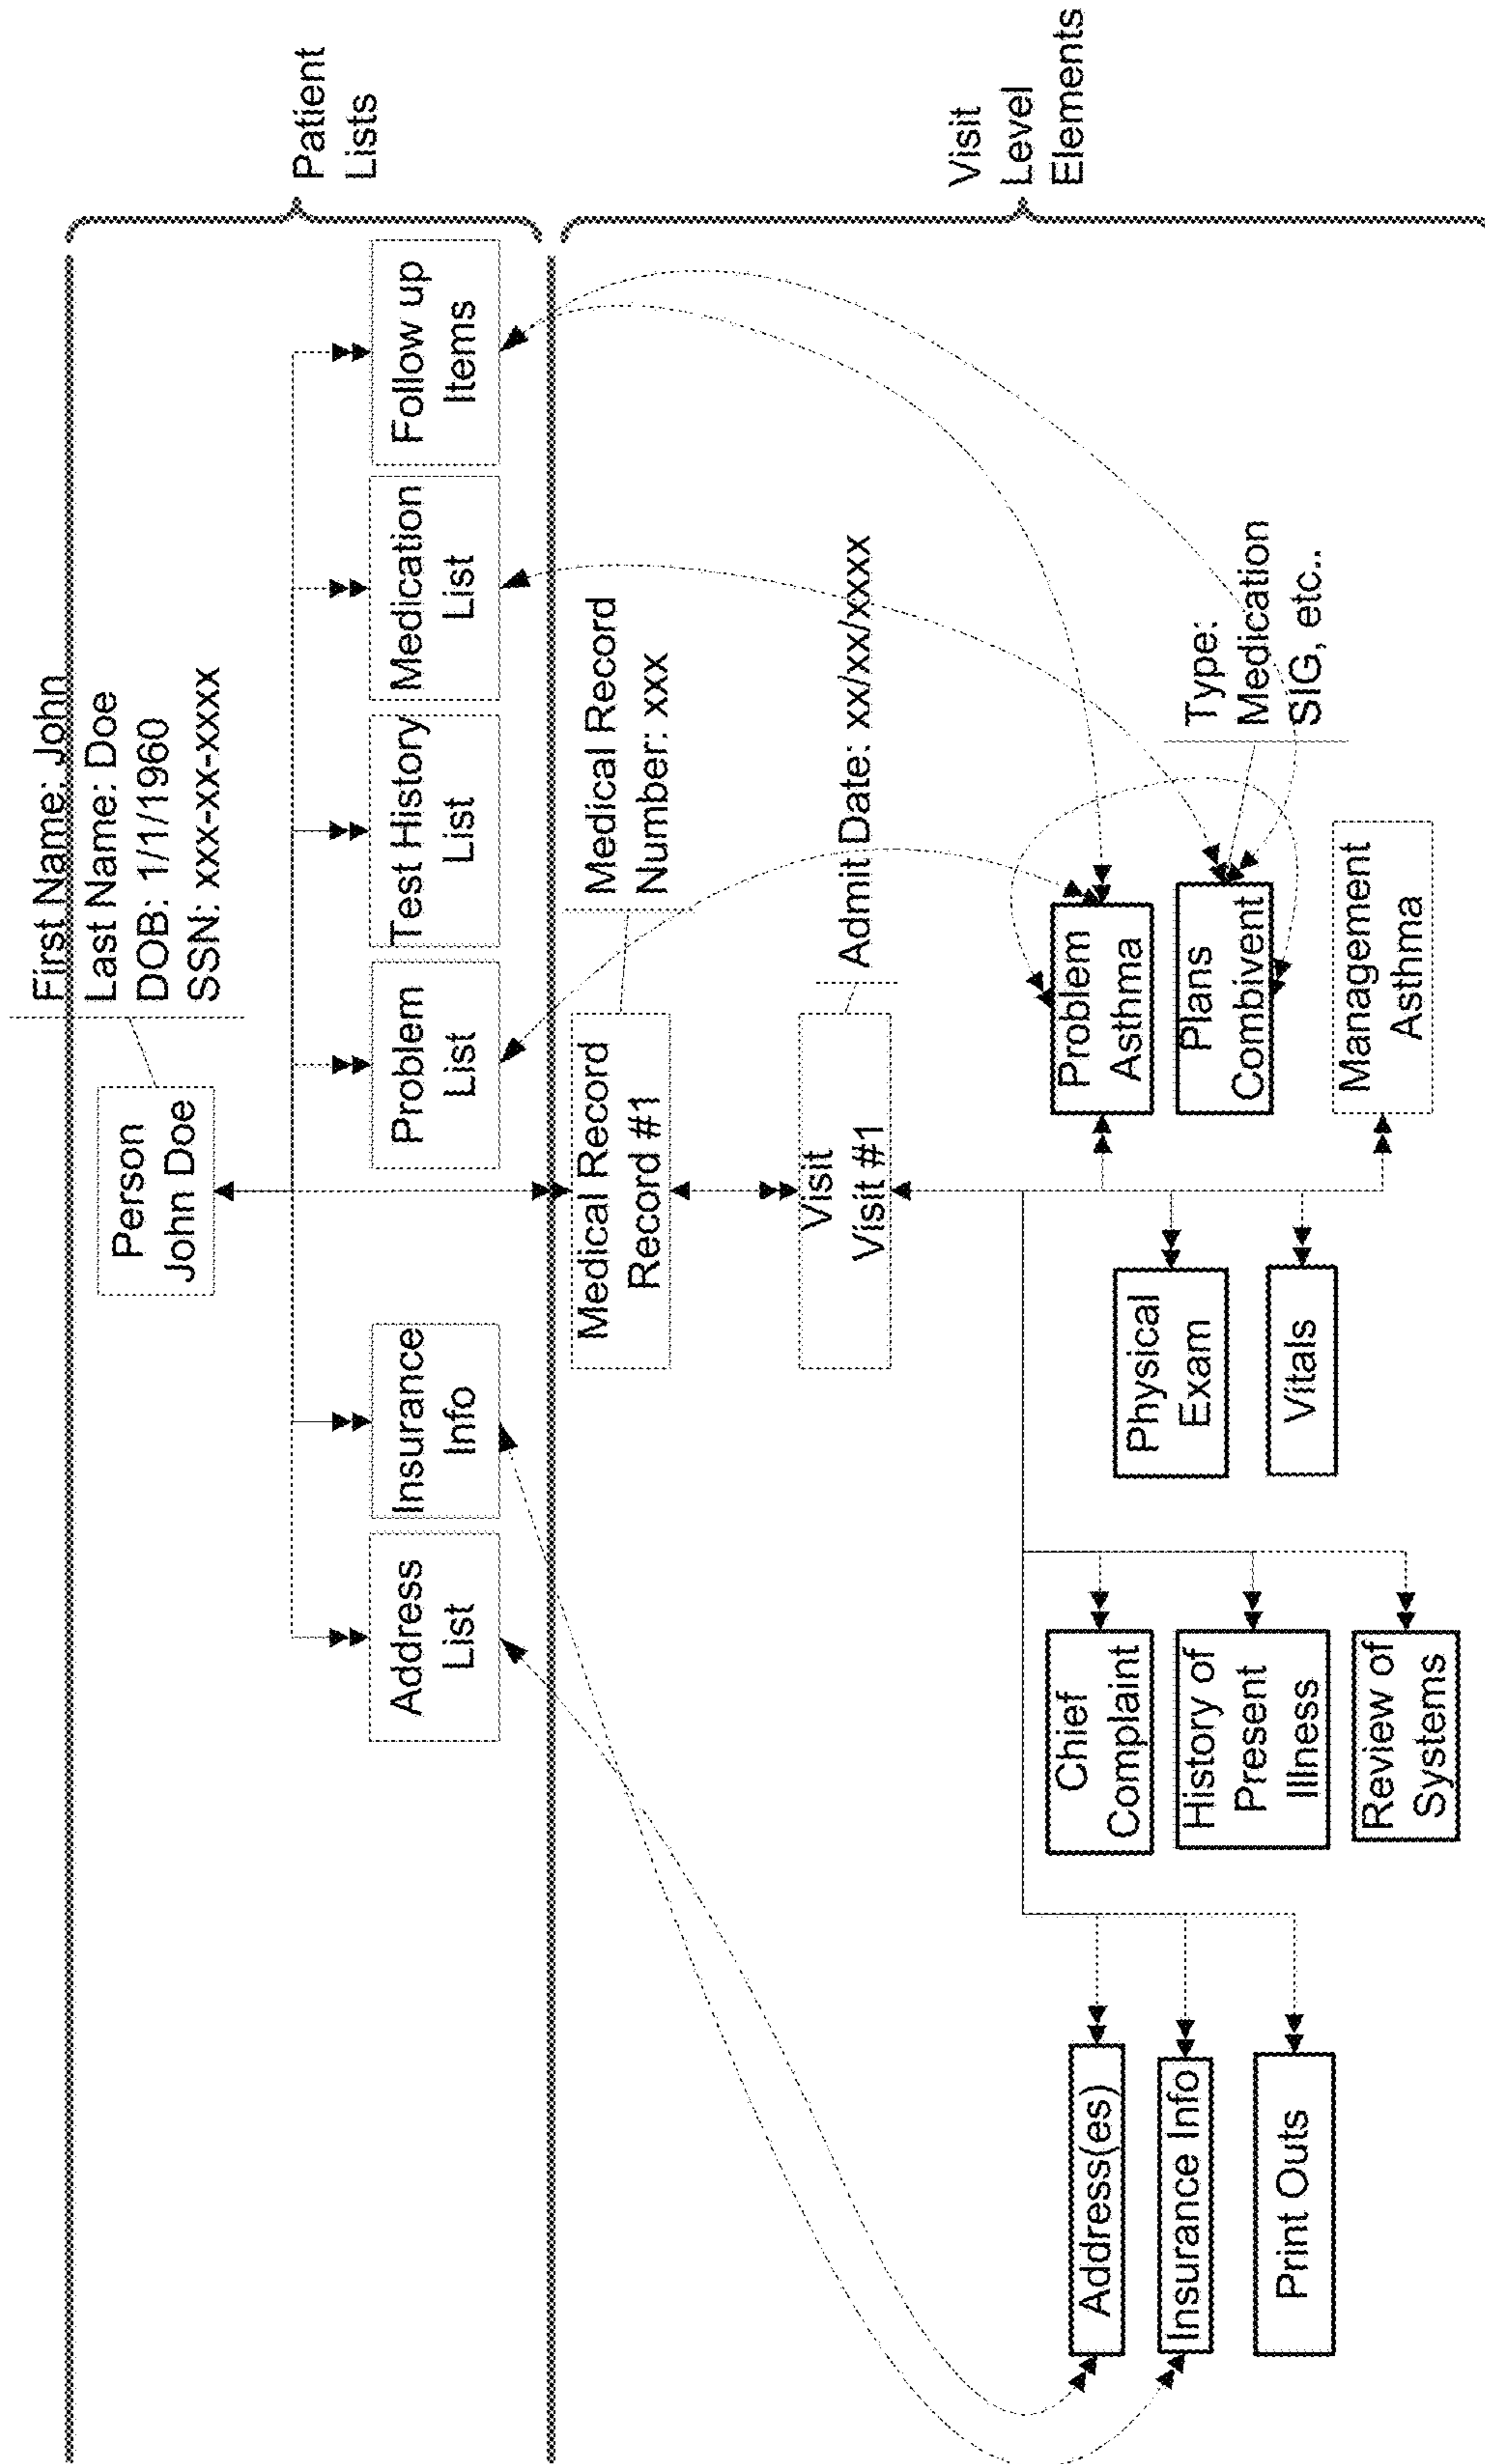 First Name: John
Last Name: Doe
DOB: 1/1/1960
SSN: xxx-xx-xxxx
Person
John Doe
Patient
Lists
Address
List
Insurance
Info
Problem
List
Test History
List
Medication
List
Follow up
Items
Medical Record
Record #1
Medical Record
Number: xxx
Visit
Visit #1
Admit Date: xx/xx/xxxx
Visit
Level
Elements
Address(es)
Insurance Info
Print Outs
Chief
Complaint
History of
Present
Illness
Review of
Systems
Physical
Exam
Vitals
Problem
Asthma
Plans
Combivent
Management
Asthma
Type:
Medication
SIG, etc..